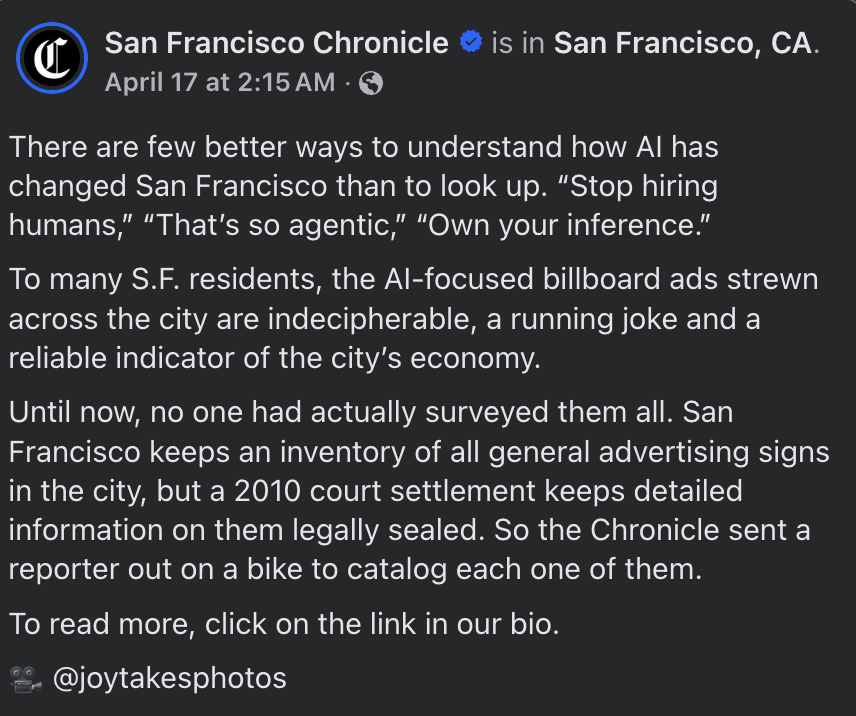 San Francisco Chronicle is in San Francisco, CA.
April 17 at 2:15 AM ·
There are few better ways to understand how AI has
changed San Francisco than to look up. “Stop hiring
humans,” “That’s so agentic,” “Own your inference.”
To many S.F. residents, the AI-focused billboard ads strewn
across the city are indecipherable, a running joke and a
reliable indicator of the city’s economy.
Until now, no one had actually surveyed them all. San
Francisco keeps an inventory of all general advertising signs
in the city, but a 2010 court settlement keeps detailed
information on them legally sealed. So the Chronicle sent a
reporter out on a bike to catalog each one of them.
To read more, click on the link in our bio.
🎥 @joytakesphotos